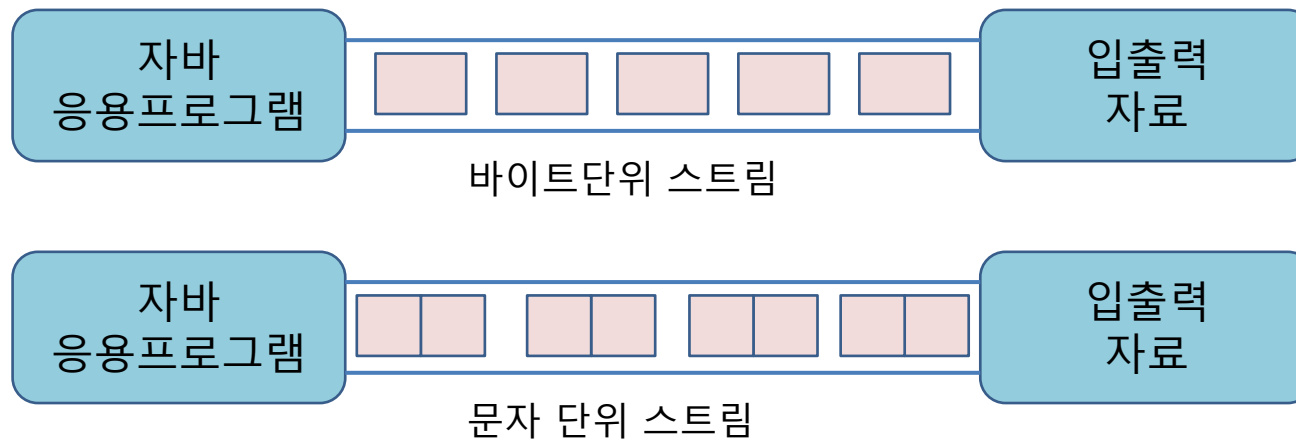 자바
응용프로그램
입출력
자료
바이트단위 스트림
자바
응용프로그램
입출력
자료
문자 단위 스트림